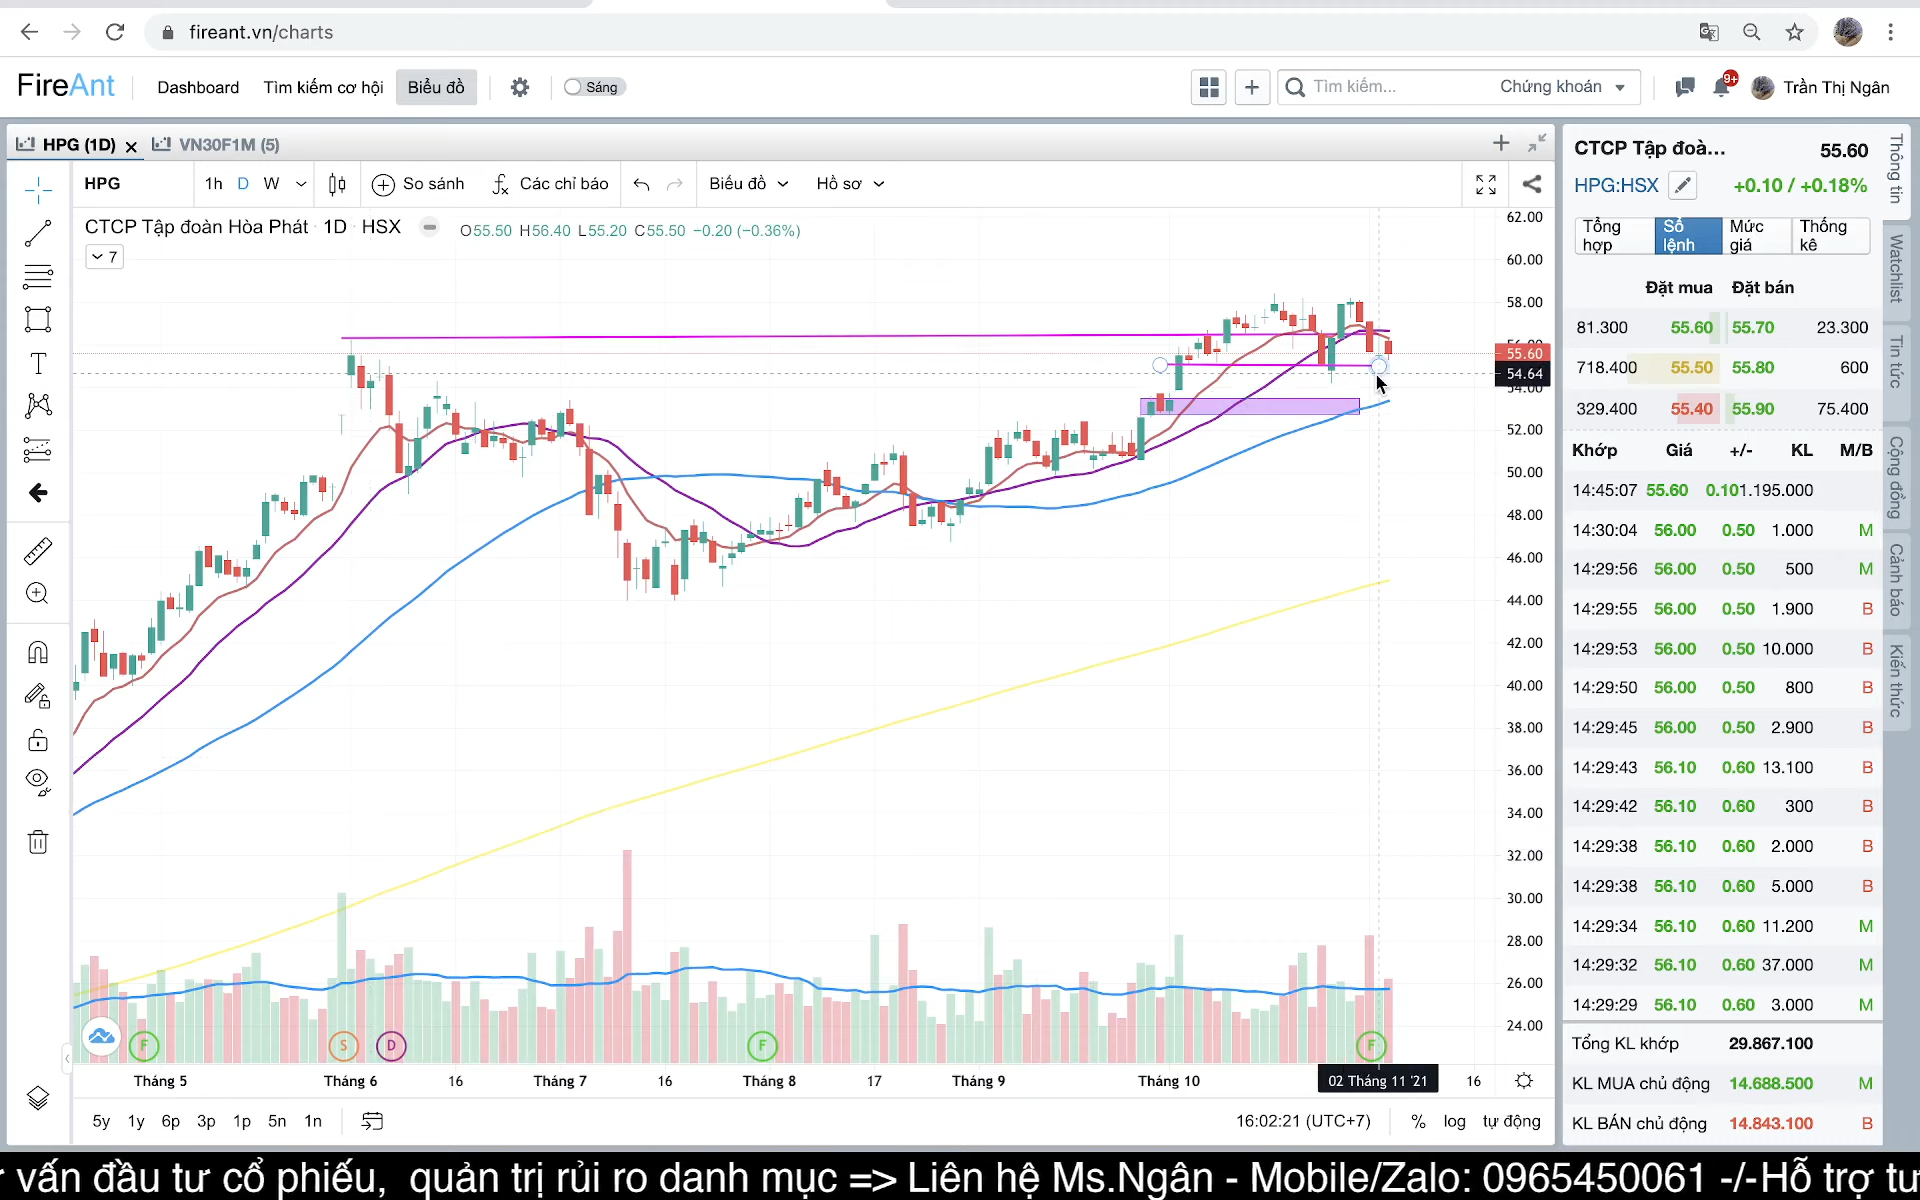 fireant.vn/charts
FireAnt Dashboard Tìm kiếm cơ hội Biểu đồ Sáng Tìm kiếm... Chứng khoán 9+ Trần Thị Ngân
HPG (1D) VN30F1M (5)
HPG 1h D W So sánh Các chỉ báo Biểu đồ Hồ sơ
CTCP Tập đoàn Hòa Phát 1D HSX O55.50 H56.40 L55.20 C55.50 −0.20 (−0.36%)
7
62.00
60.00
58.00
55.60
54.64
52.00
50.00
48.00
46.00
44.00
42.00
40.00
38.00
36.00
34.00
32.00
30.00
28.00
26.00
24.00
F S D F F
Tháng 5 Tháng 6 16 Tháng 7 16 Tháng 8 17 Tháng 9 Tháng 10 02 Tháng 11 '21 16
5y 1y 6p 3p 1p 5n 1n 16:02:21 (UTC+7) % log tự động
CTCP Tập đoà... 55.60
HPG:HSX +0.10 / +0.18%
Tổng hợp Sổ lệnh Mức giá Thống kê
Đặt mua Đặt bán
81.300 55.60 55.70 23.300
718.400 55.50 55.80 600
329.400 55.40 55.90 75.400
Khớp Giá +/- KL M/B
14:45:07 55.60 0.10 1.195.000
14:30:04 56.00 0.50 1.000 M
14:29:56 56.00 0.50 500 M
14:29:55 56.00 0.50 1.900 B
14:29:53 56.00 0.50 10.000 B
14:29:50 56.00 0.50 800 B
14:29:45 56.00 0.50 2.900 B
14:29:43 56.10 0.60 13.100 B
14:29:42 56.10 0.60 300 B
14:29:38 56.10 0.60 2.000 B
14:29:38 56.10 0.60 5.000 B
14:29:34 56.10 0.60 11.200 M
14:29:32 56.10 0.60 37.000 M
14:29:29 56.10 0.60 3.000 M
Tổng KL khớp 29.867.100
KL MUA chủ động 14.688.500 M
KL BÁN chủ động 14.843.100 B
Thông tin
Watchlist
Tin tức
Cộng đồng
Cảnh báo
Kiến thức
vấn đầu tư cổ phiếu, quản trị rủi ro danh mục => Liên hệ Ms.Ngân - Mobile/Zalo: 0965450061 -/-Hỗ trợ tư